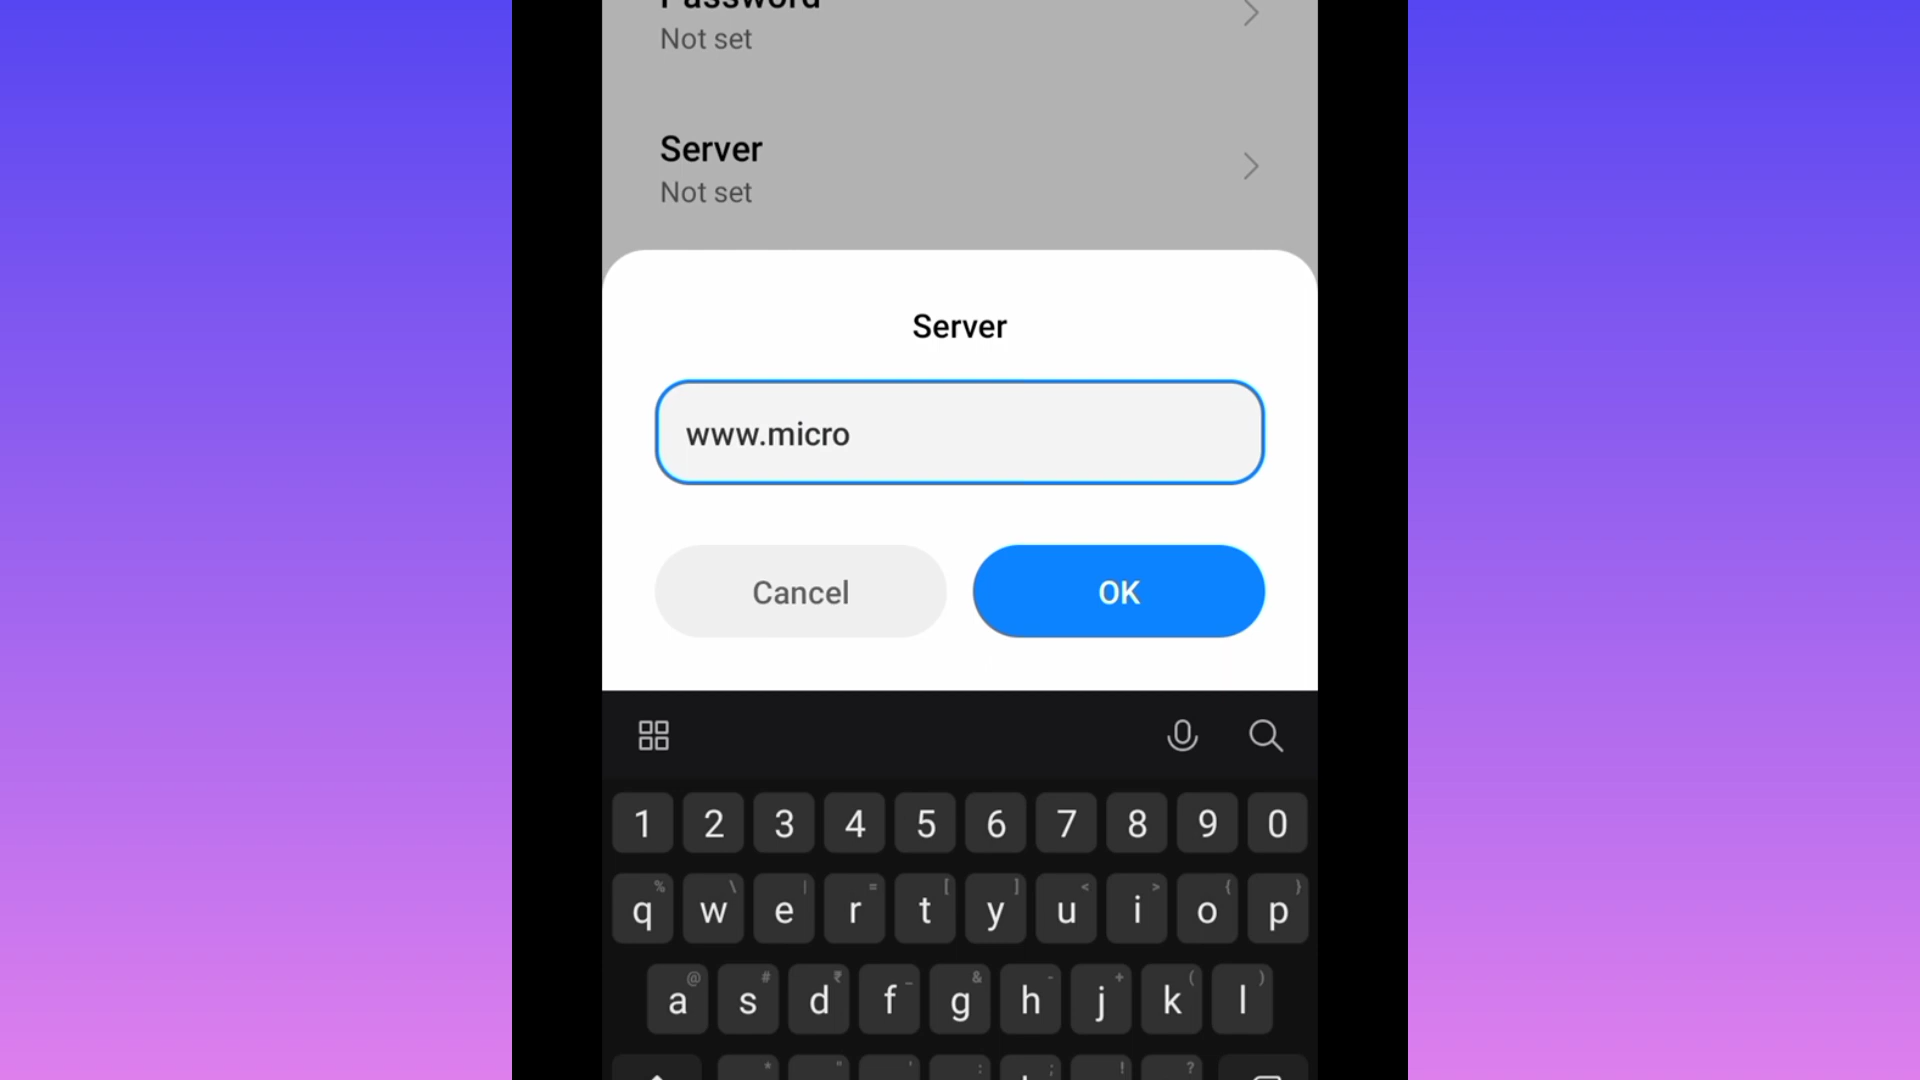 Password
Not set
Server
Not set
Server
www.micro
Cancel
OK
1 2 3 4 5 6 7 8 9 0
% \ | = [ ] < > { }
q w e r t y u i o p
@ # ₹ _ & - + ( )
a s d f g h j k l
* " ' : ; ! ?